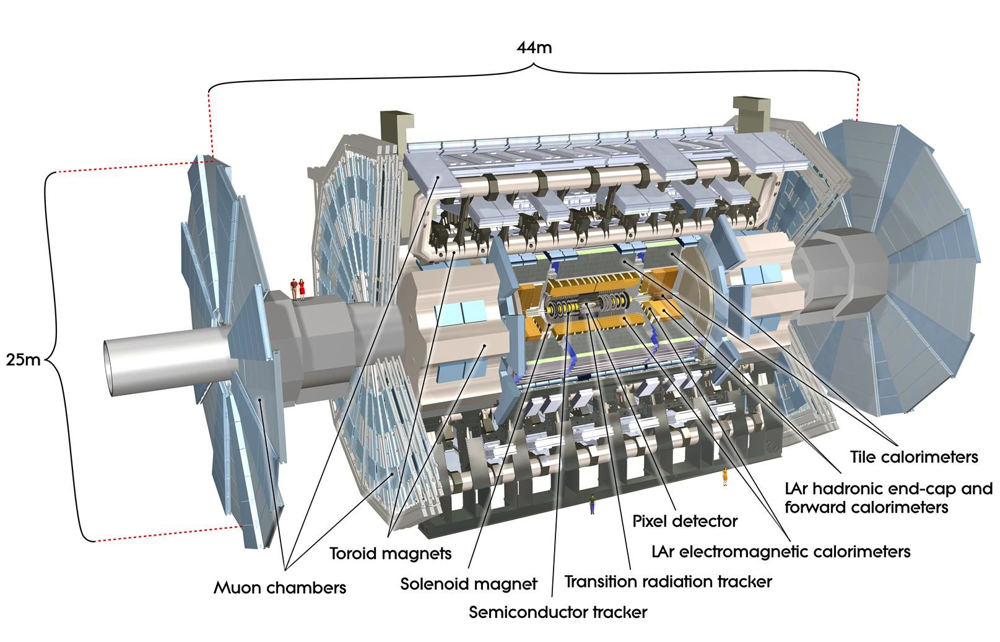 44m
25m
Tile calorimeters
LAr hadronic end-cap and
forward calorimeters
Pixel detector
LAr electromagnetic calorimeters
Toroid magnets
Solenoid magnet
Transition radiation tracker
Muon chambers
Semiconductor tracker